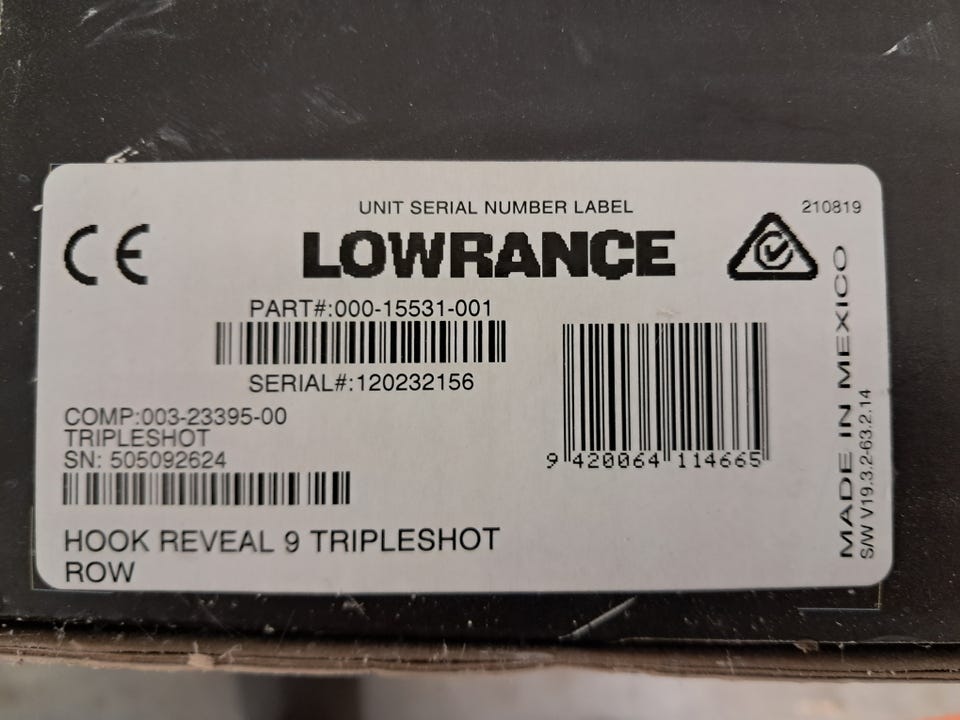 UNIT SERIAL NUMBER LABEL
210819
CE
LOWRANCE
PART#:000-15531-001
SERIAL#:120232156
COMP:003-23395-00
TRIPLESHOT
SN: 505092624
9 420064 114665
HOOK REVEAL 9 TRIPLESHOT
ROW
MADE IN MEXICO
S/W V19.3.2-63.2.14